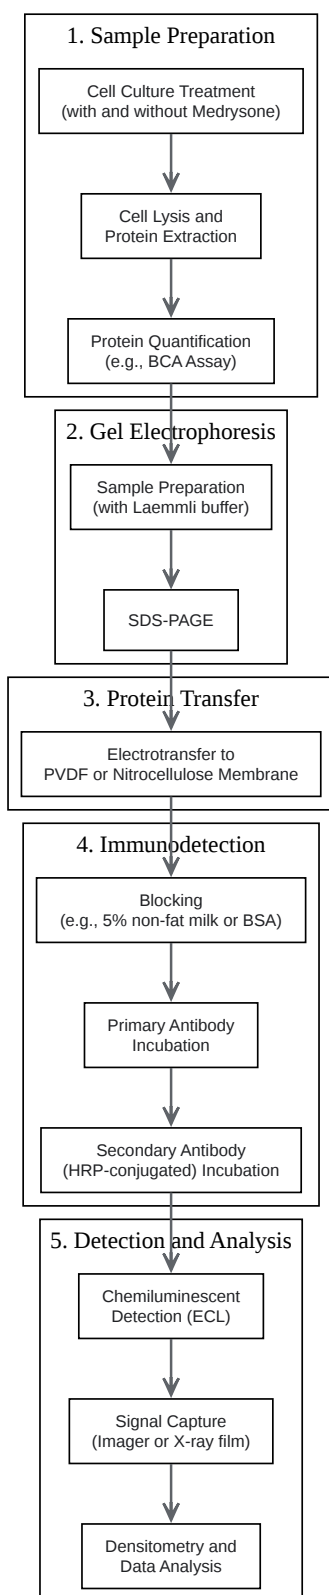 1. Sample Preparation
Cell Culture Treatment
(with and without Medrysone)
Cell Lysis and
Protein Extraction
Protein Quantification
(e.g., BCA Assay)
2. Gel Electrophoresis
Sample Preparation
(with Laemmli buffer)
SDS-PAGE
3. Protein Transfer
Electrotransfer to
PVDF or Nitrocellulose Membrane
4. Immunodetection
Blocking
(e.g., 5% non-fat milk or BSA)
Primary Antibody
Incubation
Secondary Antibody
(HRP-conjugated) Incubation
5. Detection and Analysis
Chemiluminescent
Detection (ECL)
Signal Capture
(Imager or X-ray film)
Densitometry and
Data Analysis